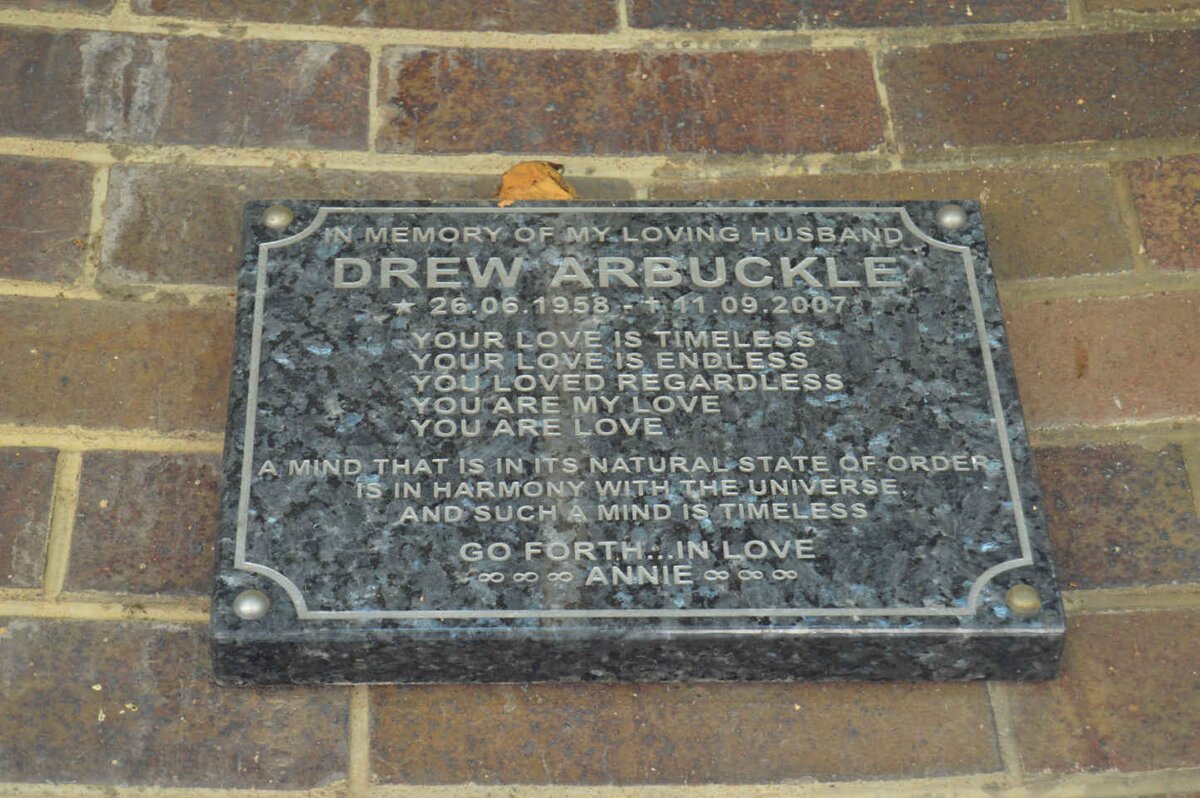 IN MEMORY OF MY LOVING HUSBAND
DREW ARBUCKLE
★ 26.06.1958 - ✝ 11.09.2007
YOUR LOVE IS TIMELESS
YOUR LOVE IS ENDLESS
YOU LOVED REGARDLESS
YOU ARE MY LOVE
YOU ARE LOVE
A MIND THAT IS IN ITS NATURAL STATE OF ORDER
IS IN HARMONY WITH THE UNIVERSE
AND SUCH A MIND IS TIMELESS
GO FORTH...IN LOVE
∞ ∞ ∞ ANNIE ∞ ∞ ∞